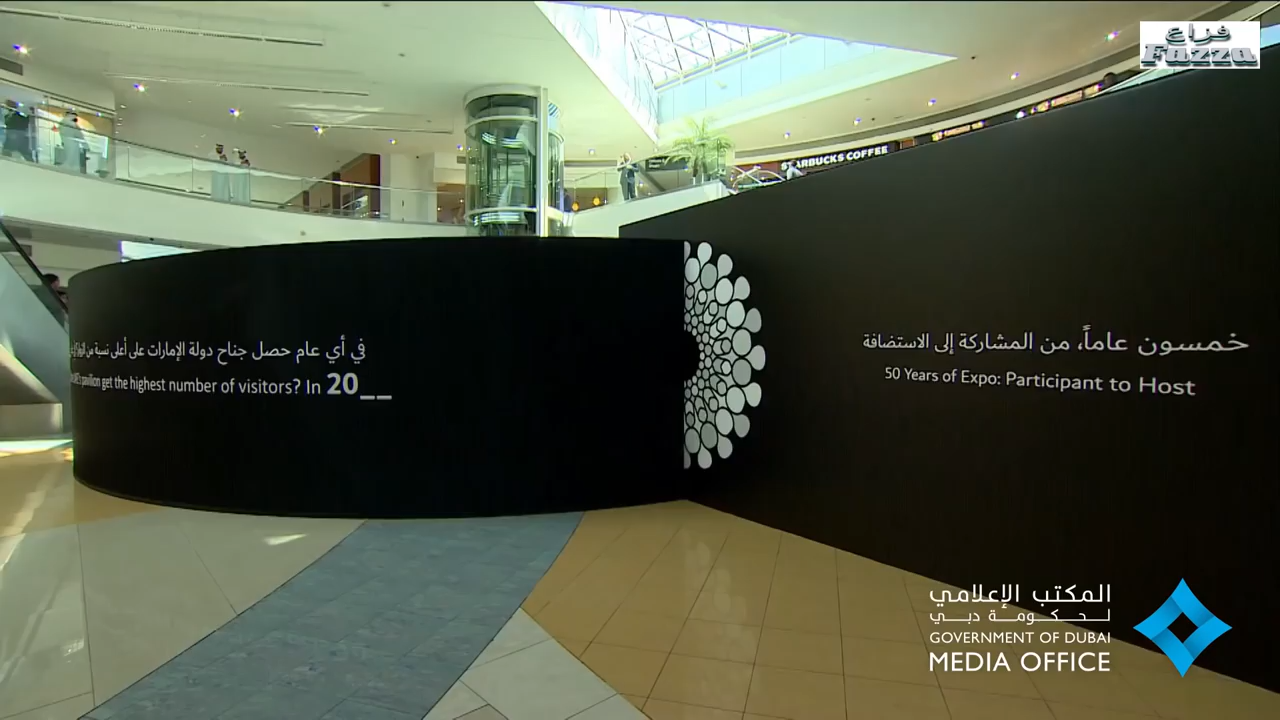 فزاع
Fazza
STARBUCKS COFFEE
في أي عام حصل جناح دولة الإمارات على أعلى نسبة من
pavilion get the highest number of visitors? In 20__
خمسون عاماً، من المشاركة إلى الاستضافة
50 Years of Expo: Participant to Host
المكتب الإعلامي
لحكومة دبي
GOVERNMENT OF DUBAI
MEDIA OFFICE